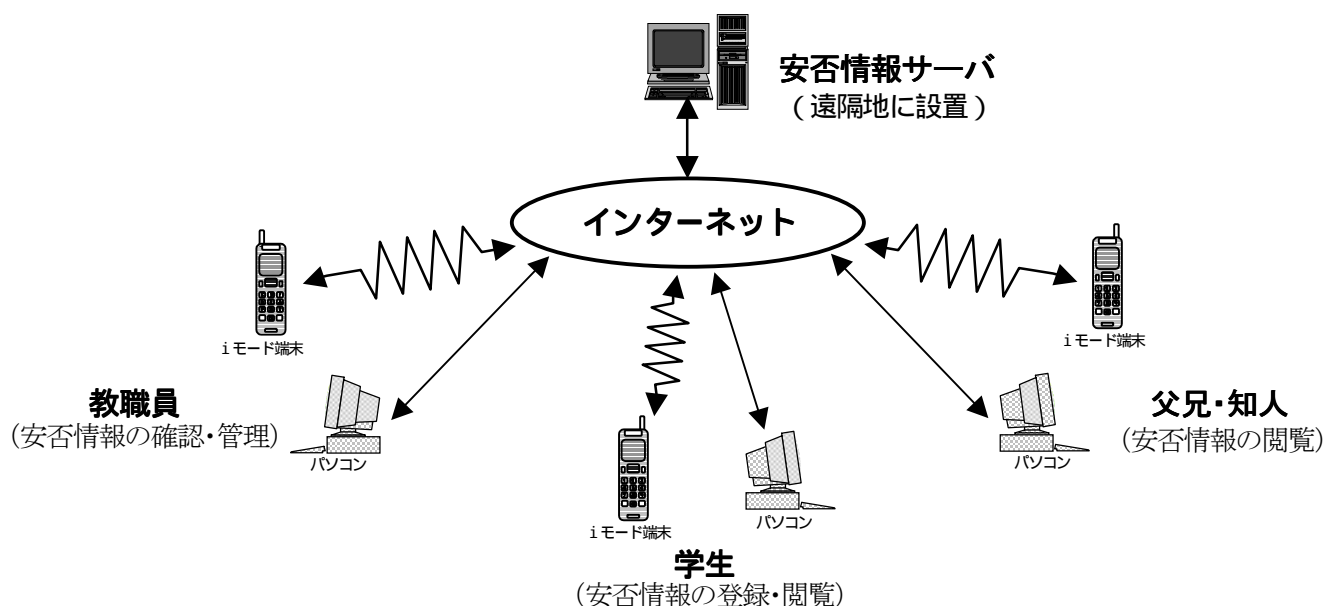 安否情報サーバ
(遠隔地に設置)
インターネット
iモード端末
iモード端末
教職員
(安否情報の確認・管理)
パソコン
父兄・知人
(安否情報の閲覧)
パソコン
iモード端末
パソコン
学生
(安否情報の登録・閲覧)